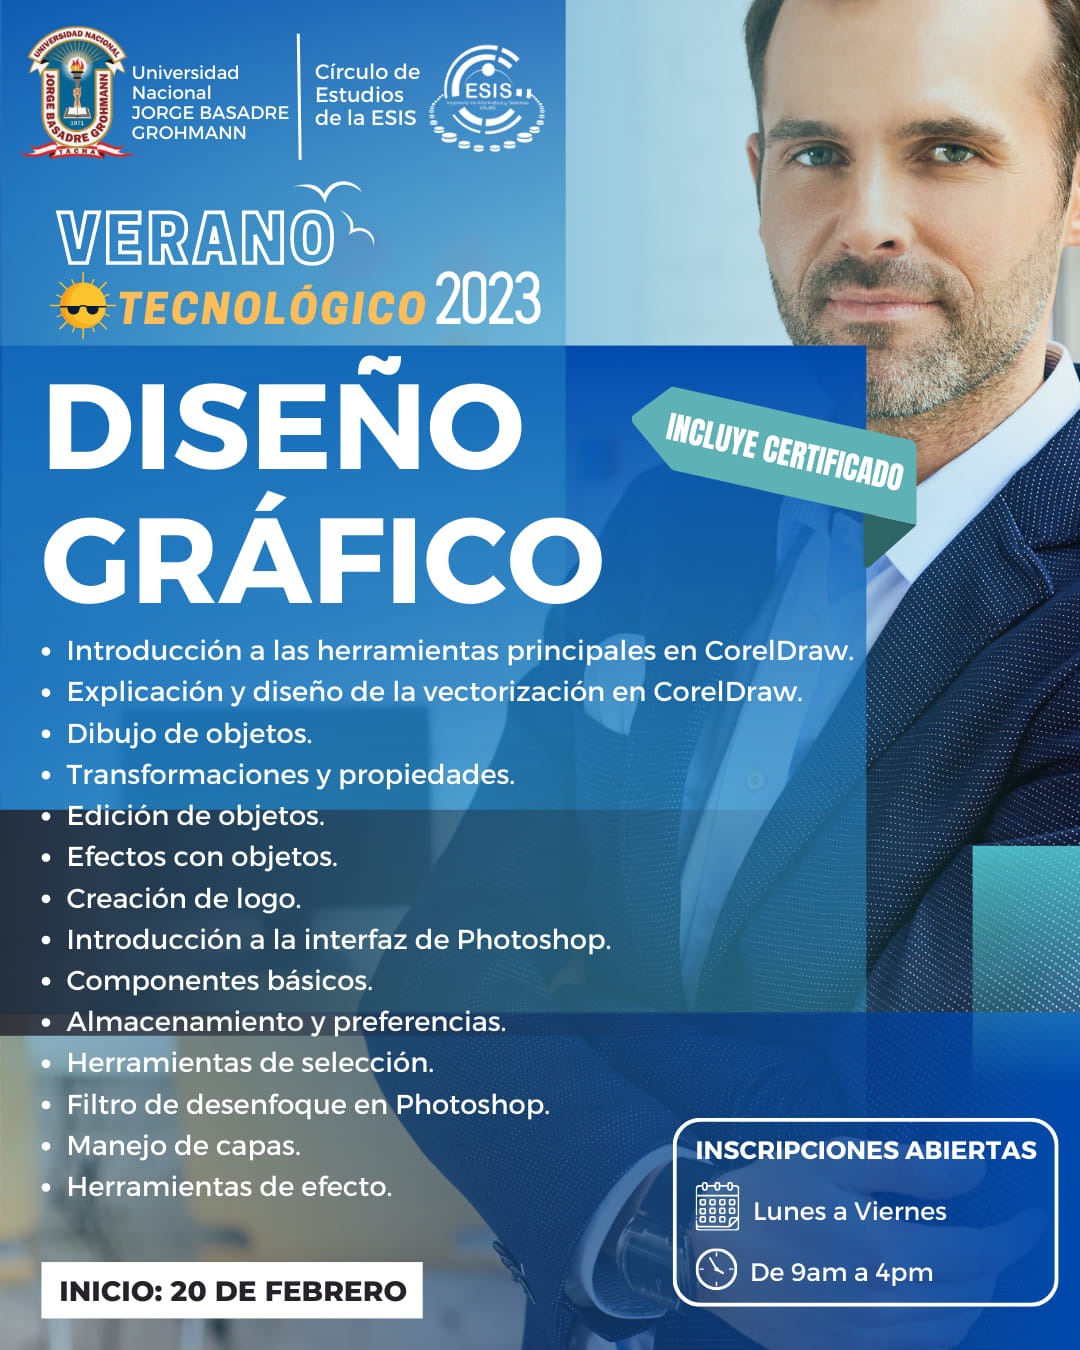 UNIVERSIDAD NACIONAL
JORGE BASADRE GROHMANN
1971
TACNA
Universidad
Nacional
JORGE BASADRE
GROHMANN
Círculo de
Estudios
de la ESIS
ESIS
VERANO
TECNOLÓGICO 2023
DISEÑO
GRÁFICO
INCLUYE CERTIFICADO
• Introducción a las herramientas principales en CorelDraw.
• Explicación y diseño de la vectorización en CorelDraw.
• Dibujo de objetos.
• Transformaciones y propiedades.
• Edición de objetos.
• Efectos con objetos.
• Creación de logo.
• Introducción a la interfaz de Photoshop.
• Componentes básicos.
• Almacenamiento y preferencias.
• Herramientas de selección.
• Filtro de desenfoque en Photoshop.
• Manejo de capas.
• Herramientas de efecto.
INSCRIPCIONES ABIERTAS
Lunes a Viernes
De 9am a 4pm
INICIO: 20 DE FEBRERO